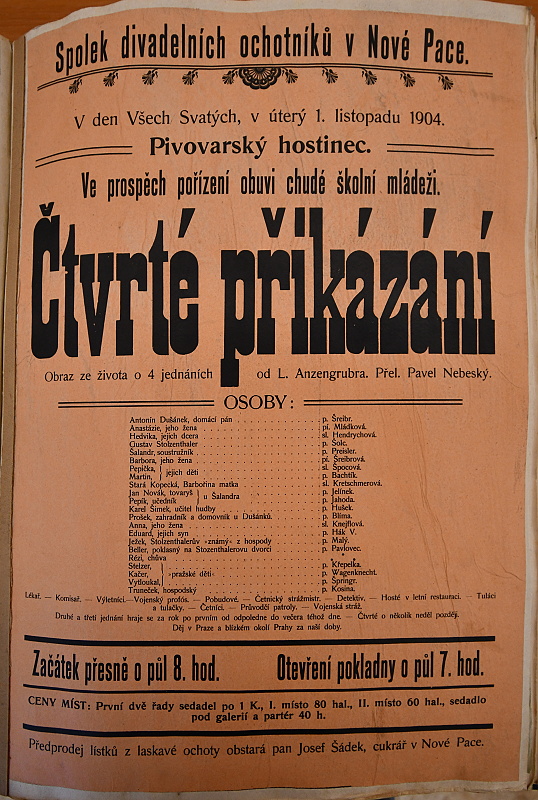 Spolek divadelních ochotníků v Nové Pace.
V den Všech Svatých, v úterý 1. listopadu 1904.
Pivovarský hostinec.
Ve prospěch pořízení obuvi chudé školní mládeži.
Čtvrté přikázání
Obraz ze života o 4 jednáních od L. Anzengrubra. Přel. Pavel Nebeský.
OSOBY:
Antonín Dušánek, domácí pán . . . p. Šreibr.
Anastázie, jeho žena . . . pí. Mládková.
Hedvika, jejich dcera . . . sl. Hendrychová.
Gustav Stolzenthaler . . . p. Šolc.
Šalandr, soustružník . . . p. Preisler.
Barbora, jeho žena . . . pí. Šreibrová.
Pepička, } jejich děti . . . sl. Špocová.
Martin, } . . . p. Bachtík.
Stará Kopecká, Barbořina matka . . . sl. Kretschmerová.
Jan Novák, tovaryš } u Šalandra . . . p. Jelínek.
Pepík, učedník } . . . p. Jahoda.
Karel Šimek, učitel hudby . . . p. Hušek.
Prošek, zahradník a domovník u Dušánků . . . p. Blíma.
Anna, jeho žena . . . sl. Knejflová.
Eduard, jejich syn . . . p. Hák V.
Ježek, Stolzenthalerův »známý« z hospody . . . p. Malý.
Beller, poklasný na Stozenthalerovu dvorci . . . p. Pavlovec.
Rézi, chůva . . . *
Stelzer, } . . . p. Křepelka.
Kačer, } »pražské děti« . . . p. Wagenknecht.
Vytloukal, } . . . p. Špringr.
Truneček, hospodský . . . p. Kosina.
Lékař. — Komisař. — Výletníci. — Vojenský profós. — Pobudové. — Četnický strážmistr. — Detektiv. — Hosté v letní restauraci. — Tuláci
a tulačky. — Četníci. — Průvodčí patroly. — Vojenská stráž.
Druhé a třetí jednání hraje se za rok po prvním od odpoledne do večera téhož dne. — Čtvrté o několik neděl později.
Děj v Praze a blízkém okolí Prahy za naší doby.
Začátek přesně o půl 8. hod. Otevření pokladny o půl 7. hod.
CENY MÍST: První dvě řady sedadel po 1 K., I. místo 80 hal., II. místo 60 hal., sedadlo
pod galerií a partér 40 h.
Předprodej lístků z laskavé ochoty obstará pan Josef Šádek, cukrář v Nové Pace.